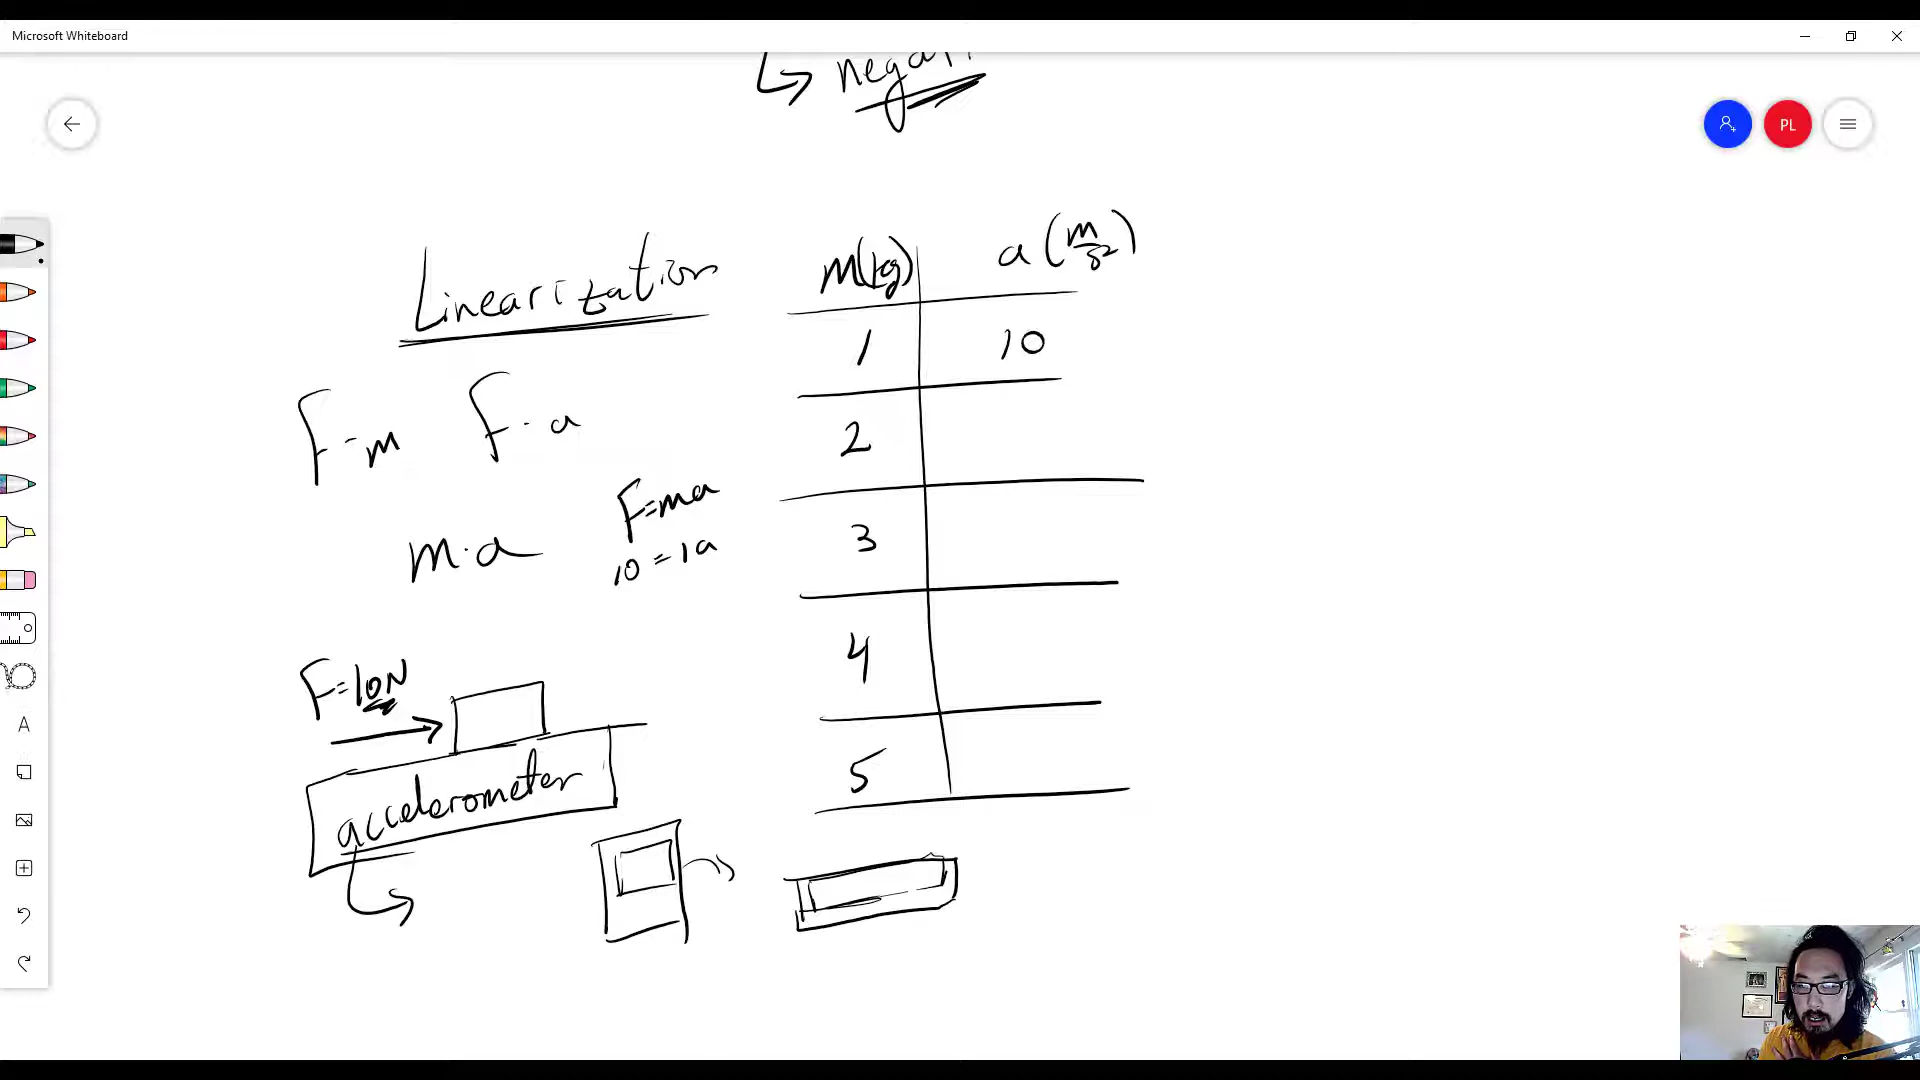 Microsoft Whiteboard
PL
Linearization
m(kg) a (m/s²)
1 10
2
3
4
5
F-m F·a
m·a
F=ma
10=1a
F=10N
accelerometer
A